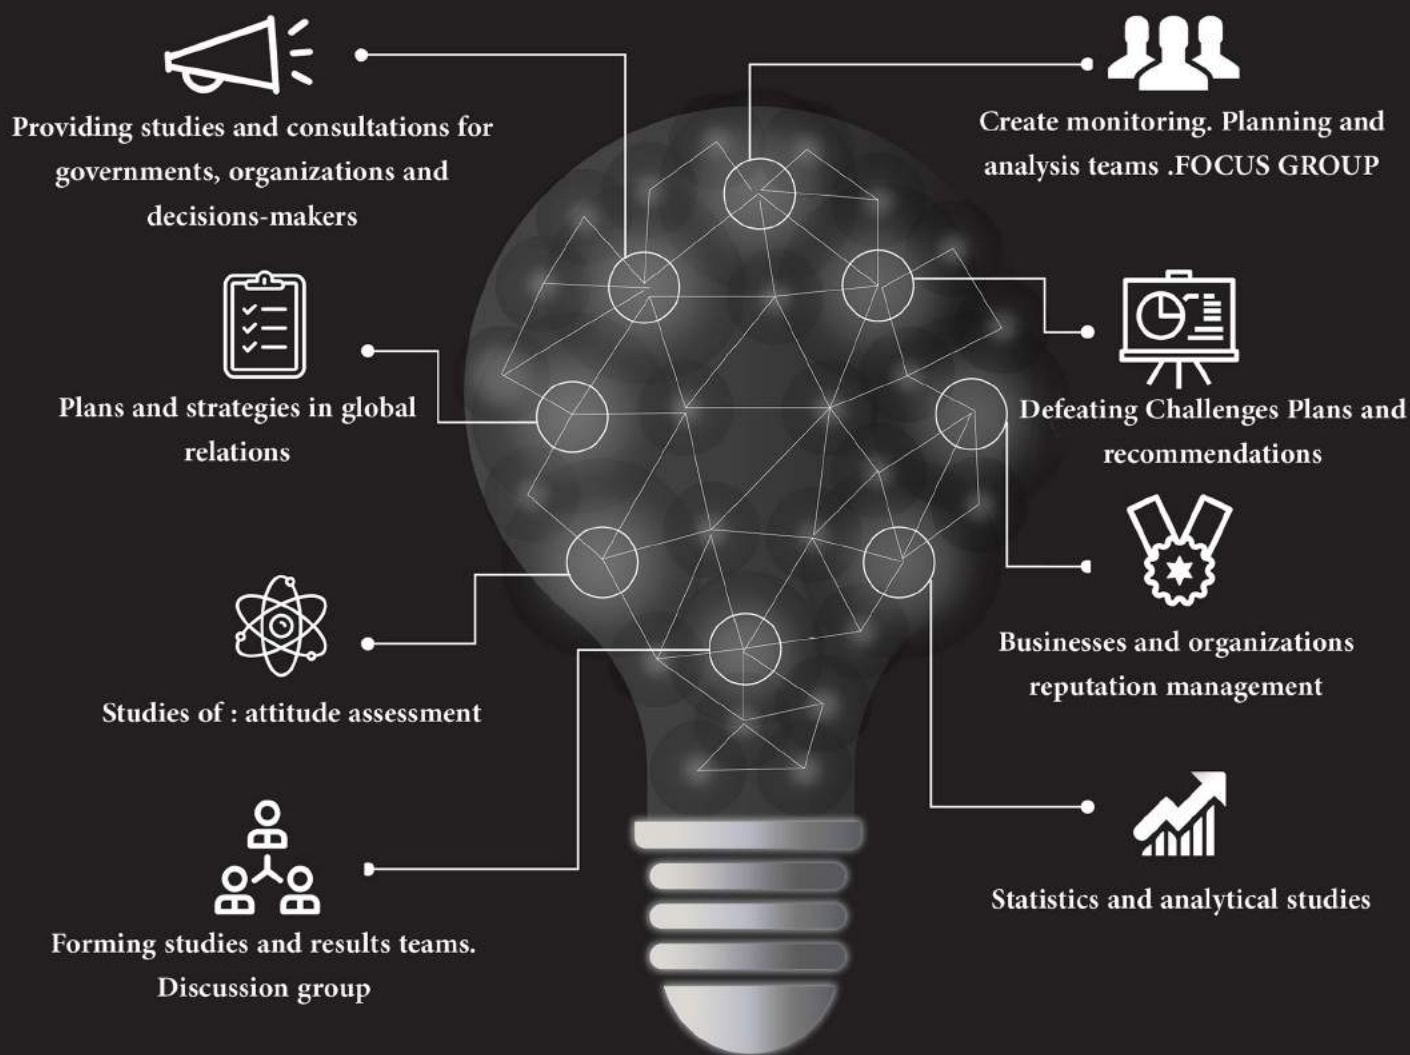 Providing studies and consultations for
governments, organizations and
decisions-makers
Plans and strategies in global
relations
Studies of : attitude assessment
Forming studies and results teams.
Discussion group
Create monitoring. Planning and
analysis teams .FOCUS GROUP
Defeating Challenges Plans and
recommendations
Businesses and organizations
reputation management
Statistics and analytical studies